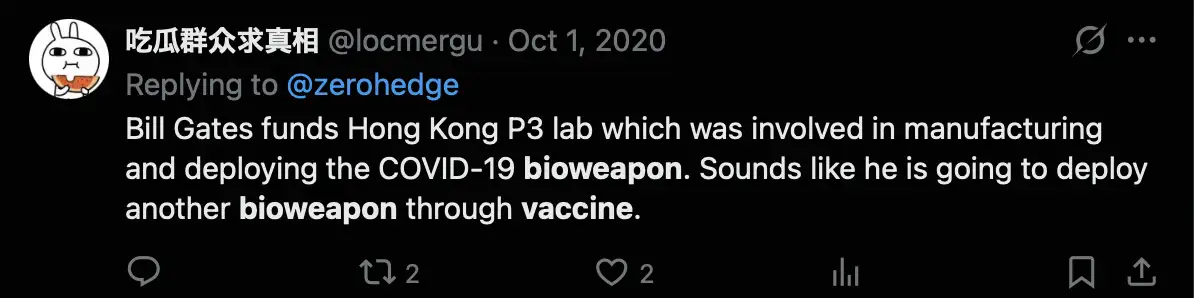 吃瓜群众求真相 @locmergu · Oct 1, 2020
Replying to @zerohedge
Bill Gates funds Hong Kong P3 lab which was involved in manufacturing
and deploying the COVID-19 bioweapon. Sounds like he is going to deploy
another bioweapon through vaccine.
2 2